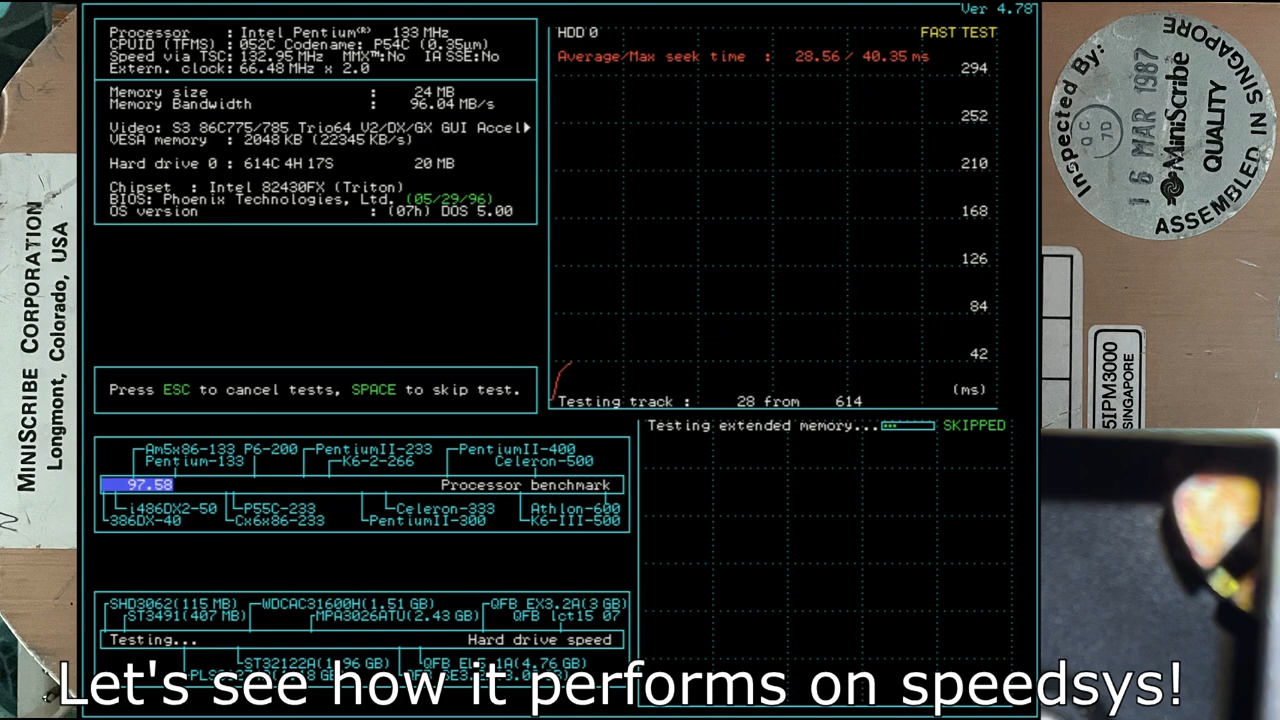 Ver 4.78
Processor : Intel Pentium(R) 133 MHz
CPUID (TFMS) : 052C Codename: P54C (0.35µm)
Speed via TSC: 132.95 MHz MMX™:No IA SSE:No
Extern. clock: 66.48 MHz x 2.0
Memory size : 24 MB
Memory Bandwidth : 96.04 MB/s
Video: S3 86C775/785 Trio64 V2/DX/GX GUI Accel
VESA memory : 2048 KB (22345 KB/s)
Hard drive 0 : 614C 4H 17S 20 MB
Chipset : Intel 82430FX (Triton)
BIOS: Phoenix Technologies, Ltd. (05/29/96)
OS version : (07h) DOS 5.00
Press ESC to cancel tests, SPACE to skip test.
HDD 0 FAST TEST
Average/Max seek time : 28.56 / 40.35 ms
294
252
210
168
126
84
42
(ms)
Testing track : 28 from 614
Testing extended memory... SKIPPED
Am5x86-133 P6-200 PentiumII-233 PentiumII-400
Pentium-133 K6-2-266 Celeron-500
97.58 Processor benchmark
i486DX2-50 P55C-233 Celeron-333 Athlon-600
386DX-40 Cx6x86-233 PentiumII-300 K6-III-500
SHD3062(115 MB) WDCAC31600H(1.51 GB) QFB EX3.2A(3 GB)
ST3491(407 MB) MPA3026ATU(2.43 GB) QFB lct15 07
Testing... Hard drive speed
ST32122A(1.96 GB) QFB EL5.1A(4.76 GB)
Let's see how it performs on speedsys!
MINISCRIBE CORPORATION
Longmont, Colorado, USA
Inspected By:
QC
7D
16 MAR 1987
MiniScribe
QUALITY
ASSEMBLED IN SINGAPORE
SINGAPORE
5IPM3000
SINGAPORE